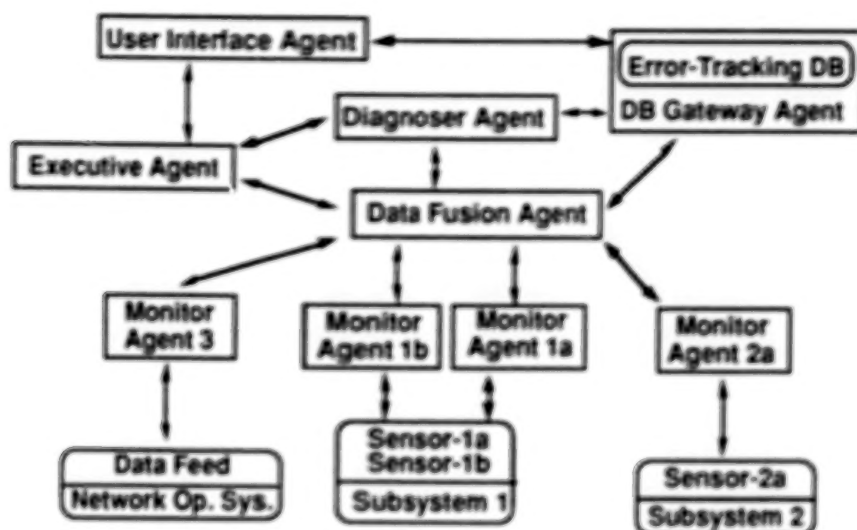 User Interface Agent
Error-Tracking DB
DB Gateway Agent
Diagnoser Agent
Executive Agent
Data Fusion Agent
Monitor
Agent 3
Monitor
Agent 1b
Monitor
Agent 1a
Monitor
Agent 2a
Data Feed
Network Op. Sys.
Sensor-1a
Sensor-1b
Subsystem 1
Sensor-2a
Subsystem 2